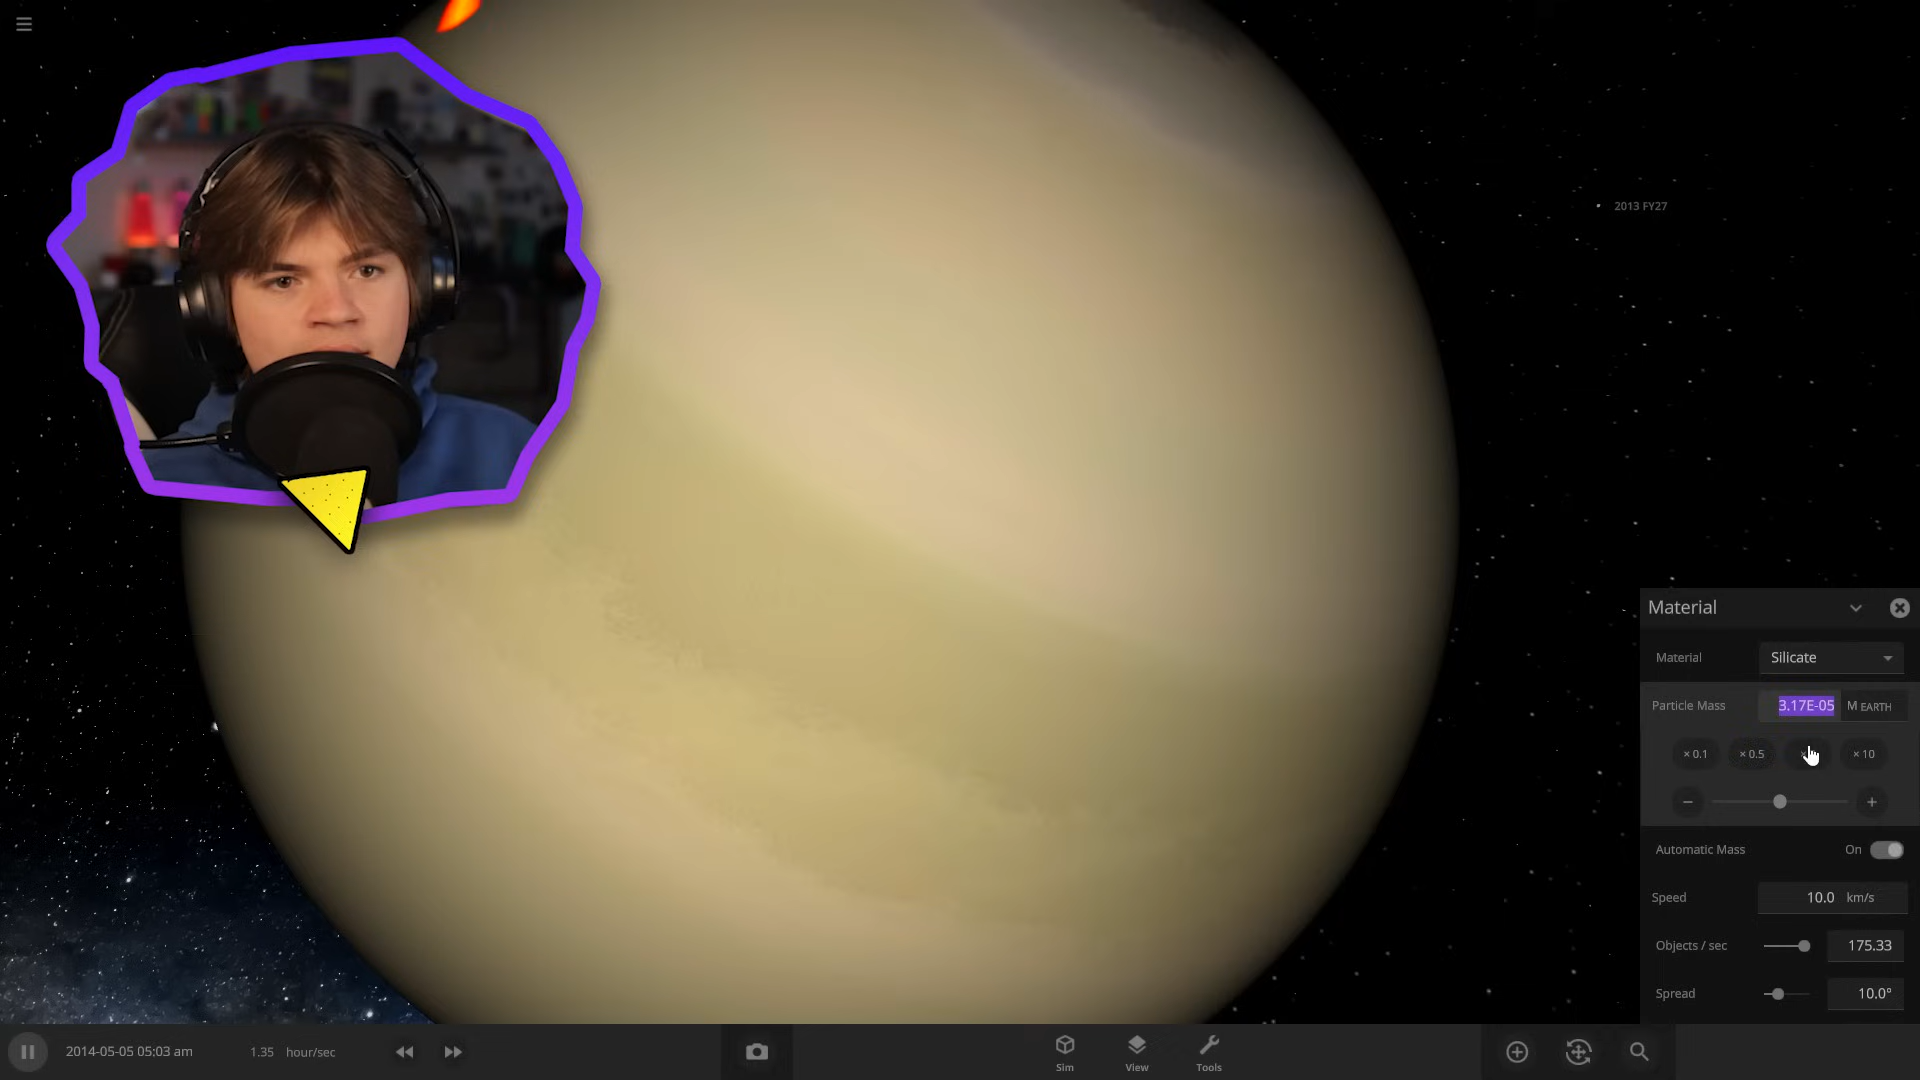 2013 FY27
Material
Material Silicate
Particle Mass 3.17E-05 M EARTH
× 0.1 × 0.5 × 10
Automatic Mass On
Speed 10.0 km/s
Objects / sec 175.33
Spread 10.0°
2014-05-05 05:03 am 1.35 hour/sec
Sim View Tools